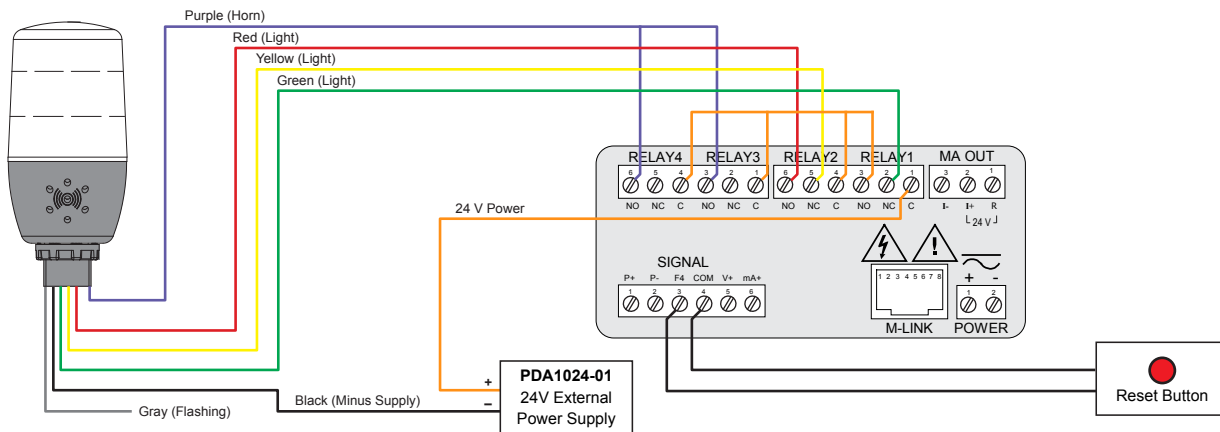 Purple (Horn)
Red (Light)
Yellow (Light)
Green (Light)
RELAY4 RELAY3 RELAY2 RELAY1 MA OUT
6 5 4 3 2 1 6 5 4 3 2 1 3 2 1
NO NC C NO NC C NO NC C NO NC C I- I+ R
24 V
24 V Power
SIGNAL
P+ P- F4 COM V+ mA+
1 2 3 4 5 6
1 2 3 4 5 6 7 8
M-LINK
+ -
1 2
POWER
+
–
PDA1024-01
24V External
Power Supply
Black (Minus Supply)
Gray (Flashing)
Reset Button